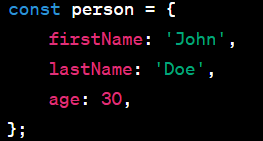 const person = {
    firstName: 'John',
    lastName: 'Doe',
    age: 30,
};